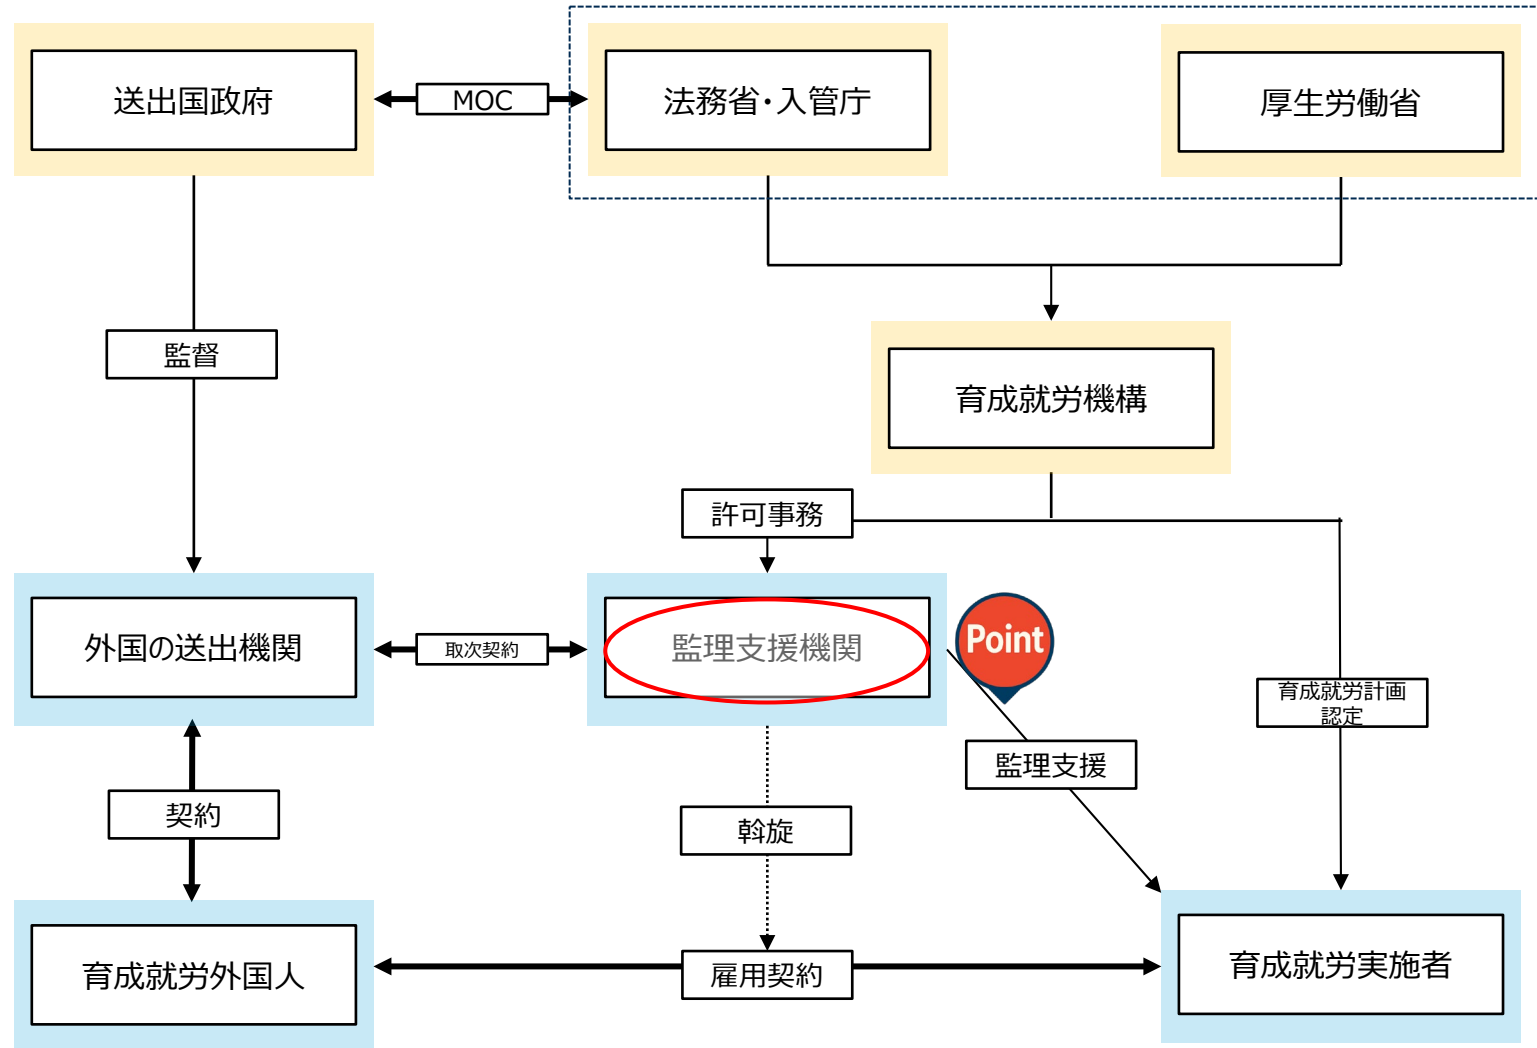 送出国政府
MOC
法務省・入管庁
厚生労働省
監督
育成就労機構
許可事務
外国の送出機関
取次契約
監理支援機関
Point
育成就労計画
認定
監理支援
契約
斡旋
育成就労外国人
雇用契約
育成就労実施者